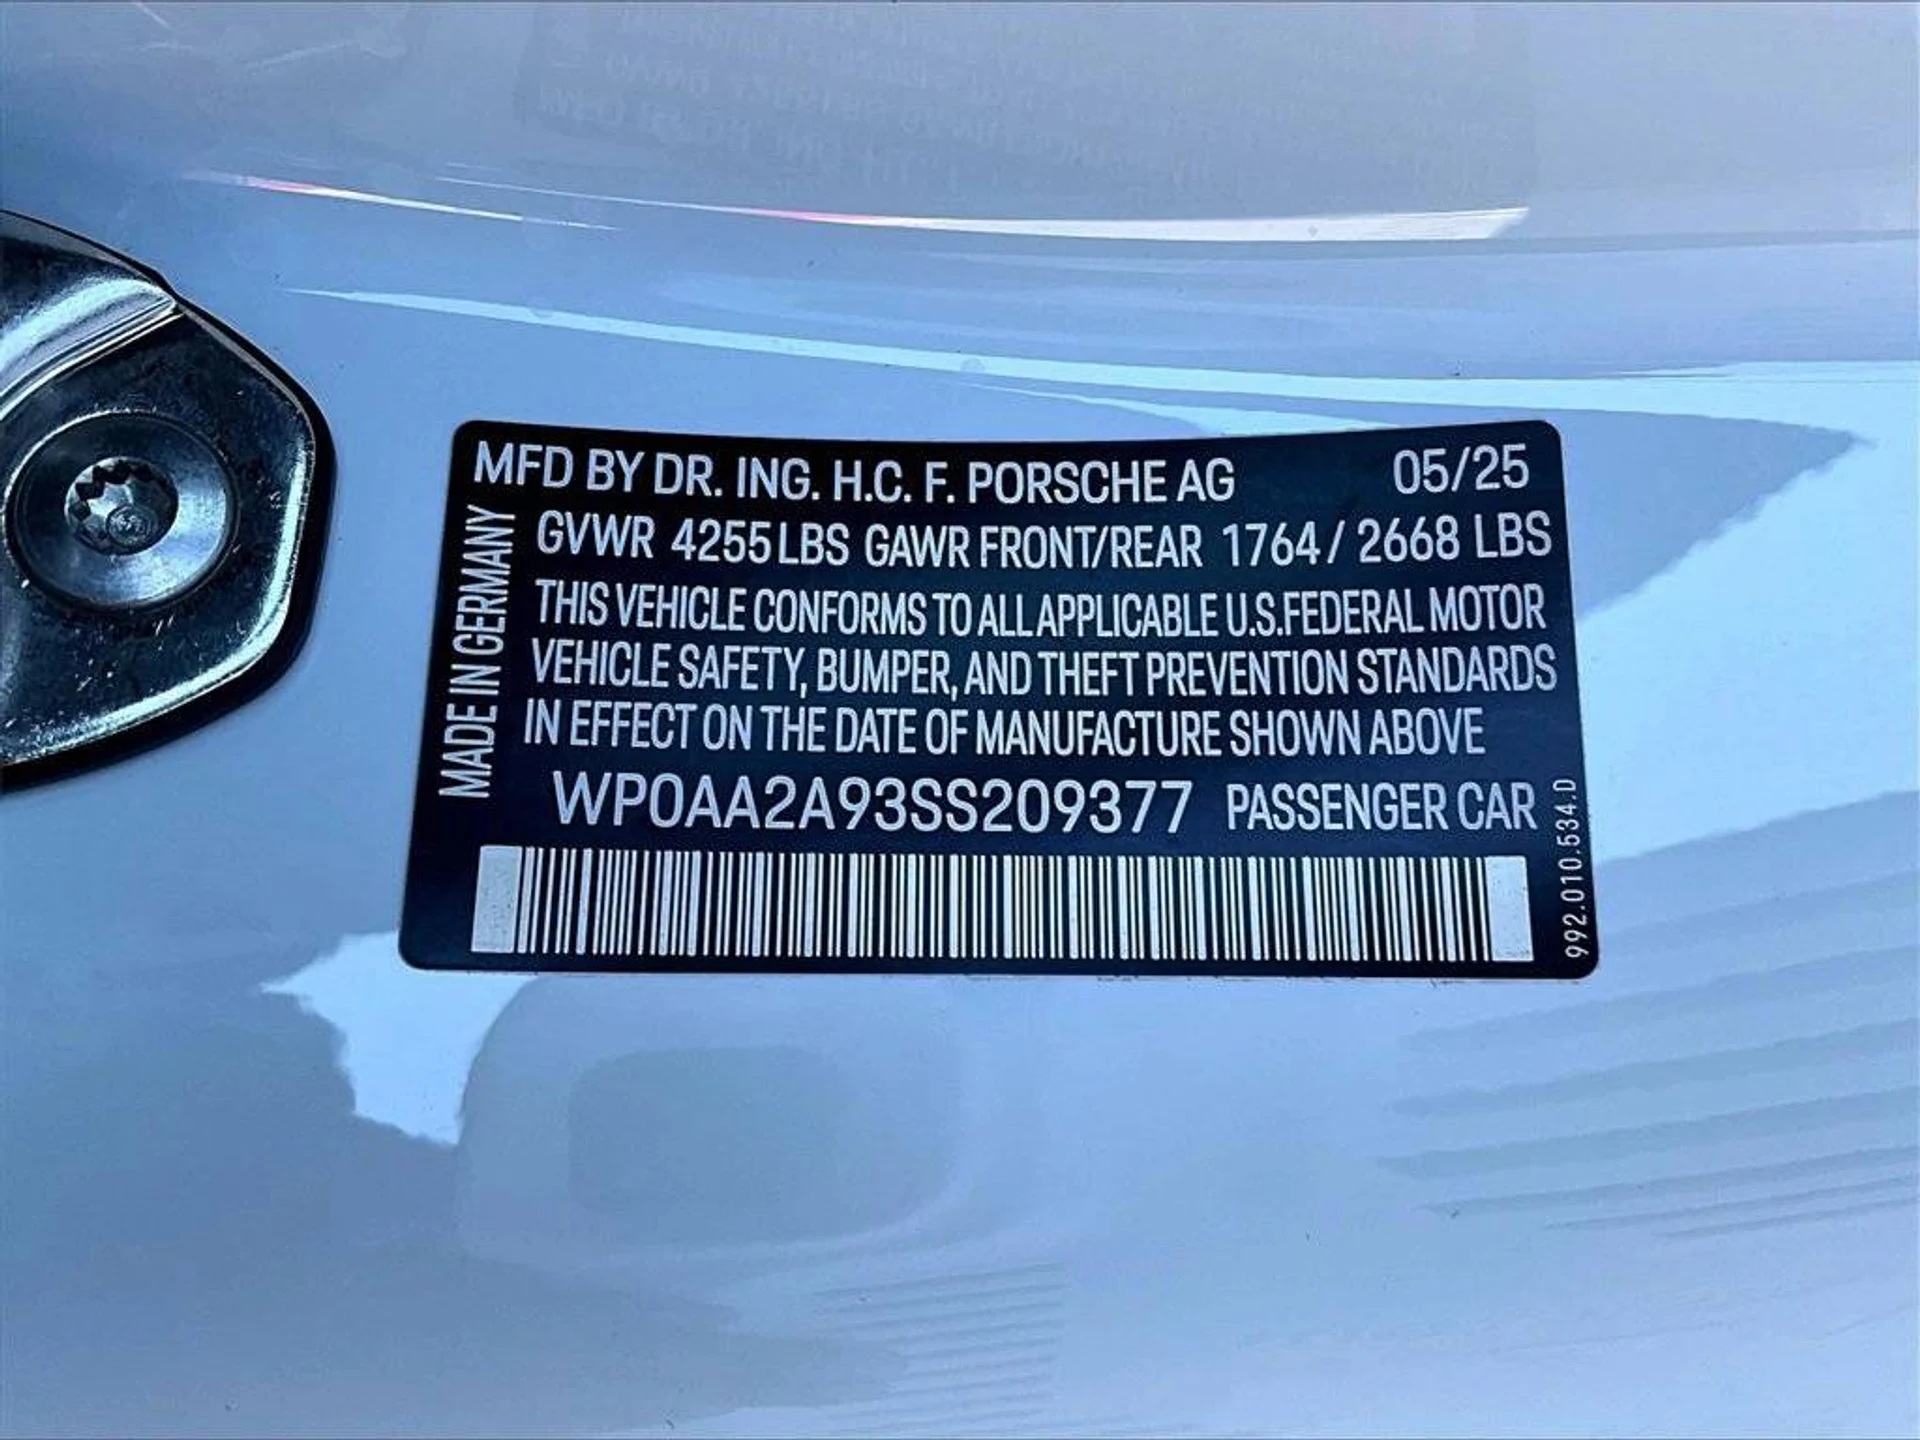 MFD BY DR. ING. H.C. F. PORSCHE AG 05/25
GVWR 4255 LBS GAWR FRONT/REAR 1764 / 2668 LBS
THIS VEHICLE CONFORMS TO ALL APPLICABLE U.S.FEDERAL MOTOR
VEHICLE SAFETY, BUMPER, AND THEFT PREVENTION STANDARDS
IN EFFECT ON THE DATE OF MANUFACTURE SHOWN ABOVE
WP0AA2A93SS209377 PASSENGER CAR
MADE IN GERMANY
992.010.534.D